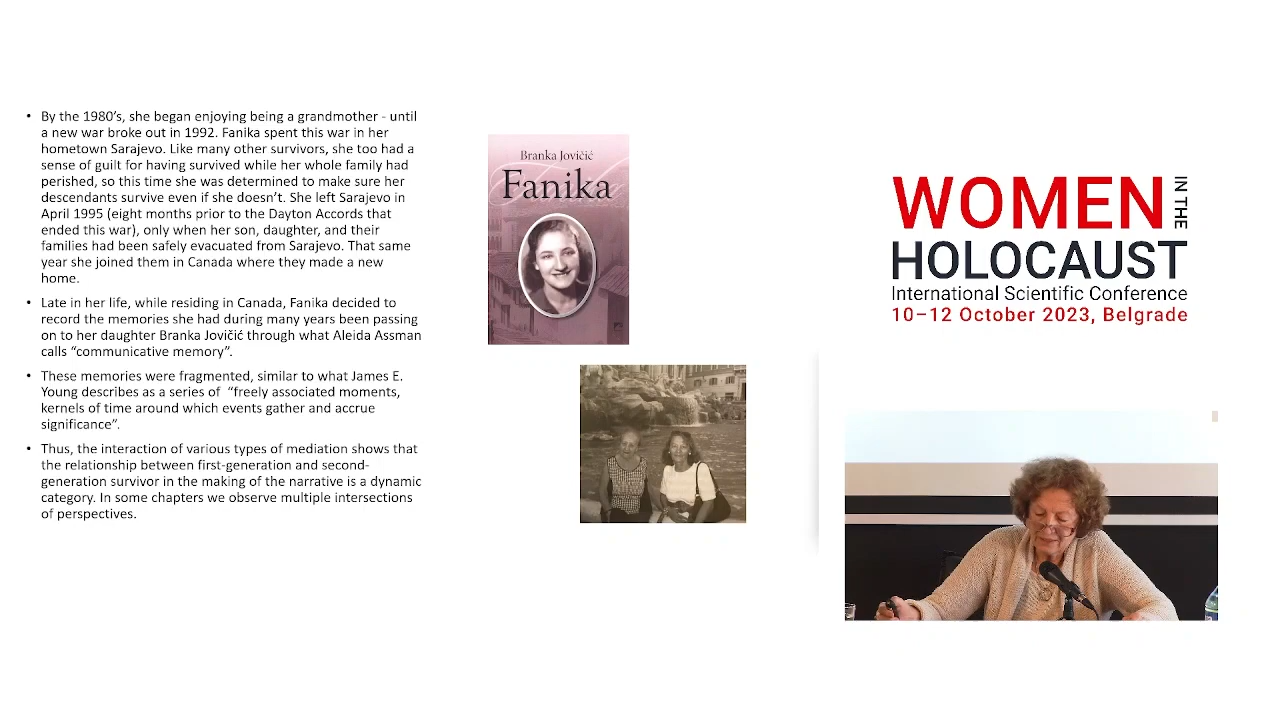 • By the 1980’s, she began enjoying being a grandmother - until
a new war broke out in 1992. Fanika spent this war in her
hometown Sarajevo. Like many other survivors, she too had a
sense of guilt for having survived while her whole family had
perished, so this time she was determined to make sure her
descendants survive even if she doesn’t. She left Sarajevo in
April 1995 (eight months prior to the Dayton Accords that
ended this war), only when her son, daughter, and their
families had been safely evacuated from Sarajevo. That same
year she joined them in Canada where they made a new
home.
• Late in her life, while residing in Canada, Fanika decided to
record the memories she had during many years been passing
on to her daughter Branka Jovičić through what Aleida Assman
calls “communicative memory”.
• These memories were fragmented, similar to what James E.
Young describes as a series of “freely associated moments,
kernels of time around which events gather and accrue
significance”.
• Thus, the interaction of various types of mediation shows that
the relationship between first-generation and second-
generation survivor in the making of the narrative is a dynamic
category. In some chapters we observe multiple intersections
of perspectives.
Branka Jovičić
Fanika
WOMEN IN THE
HOLOCAUST
International Scientific Conference
10–12 October 2023, Belgrade